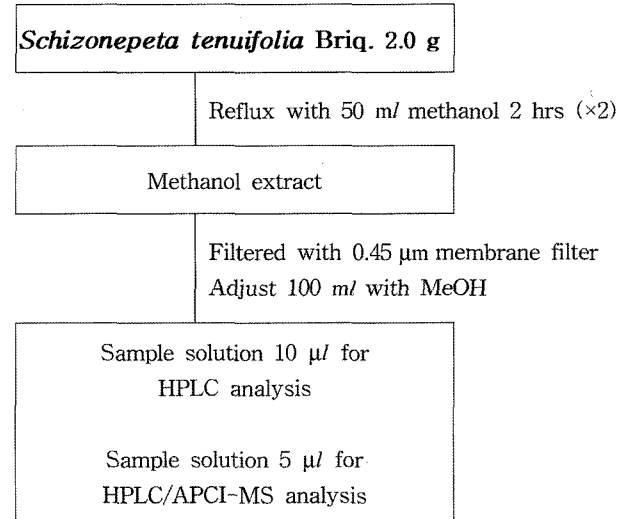 Schizonepeta tenuifolia Briq. 2.0 g
Reflux with 50 ml methanol 2 hrs (×2)
Methanol extract
Filtered with 0.45 μm membrane filter
Adjust 100 ml with MeOH
Sample solution 10 μl for
HPLC analysis
Sample solution 5 μl for
HPLC/APCI-MS analysis